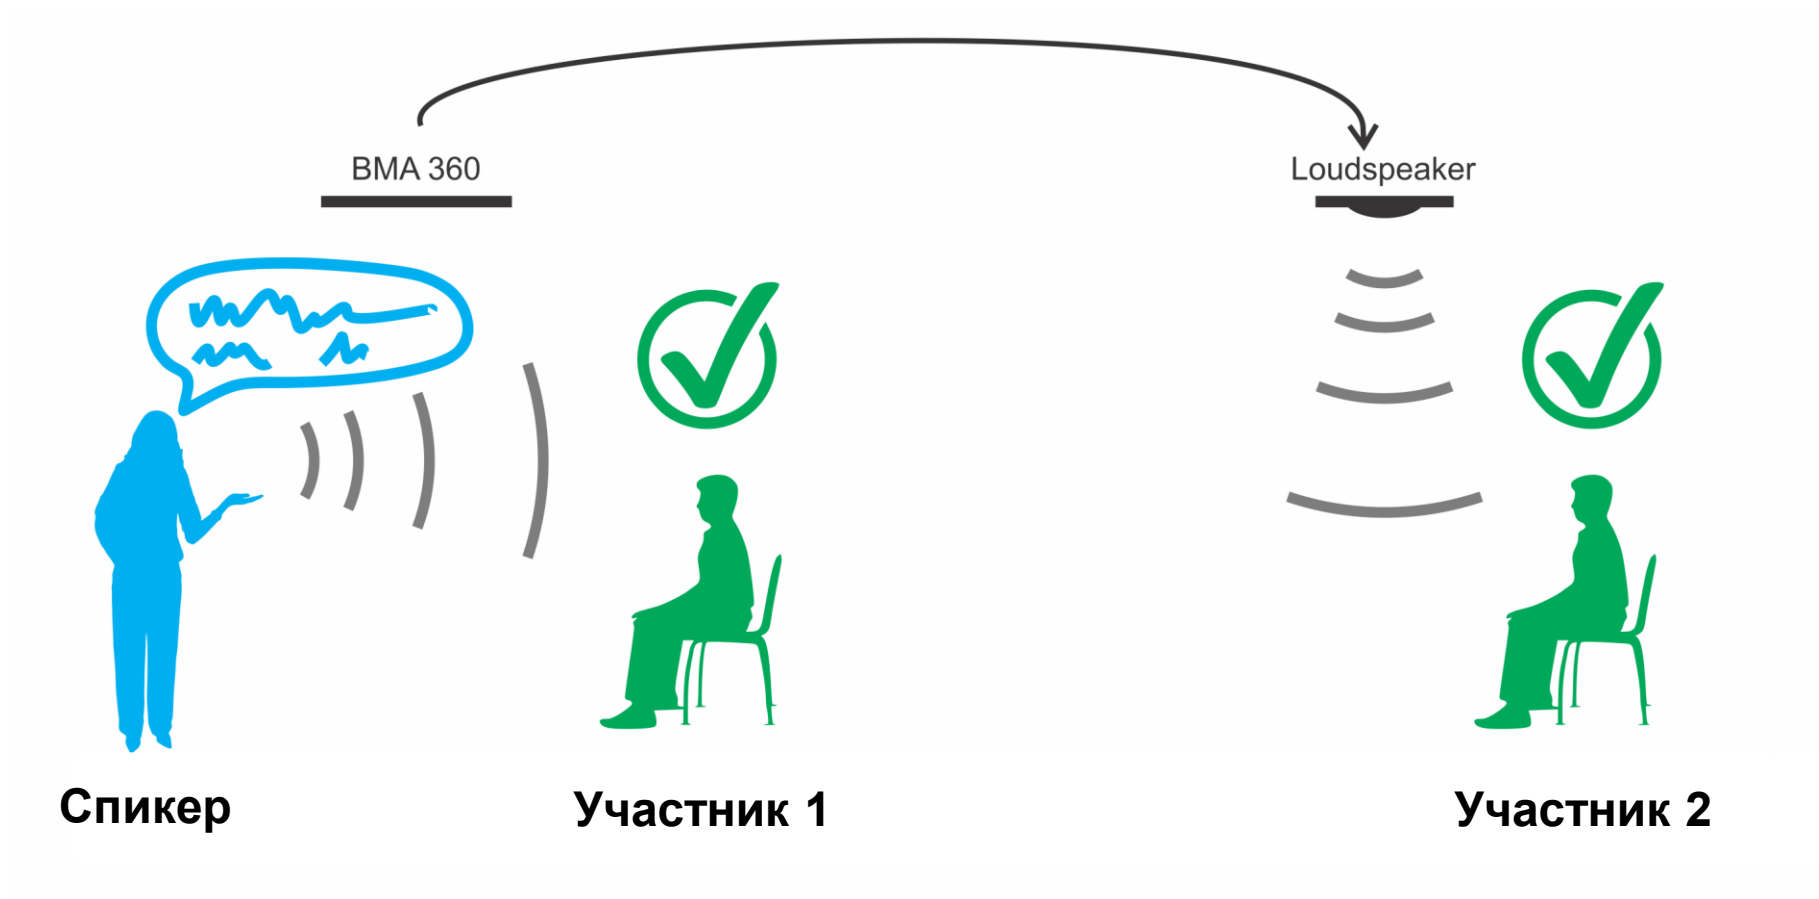 BMA 360
Loudspeaker
Спикер
Участник 1
Участник 2